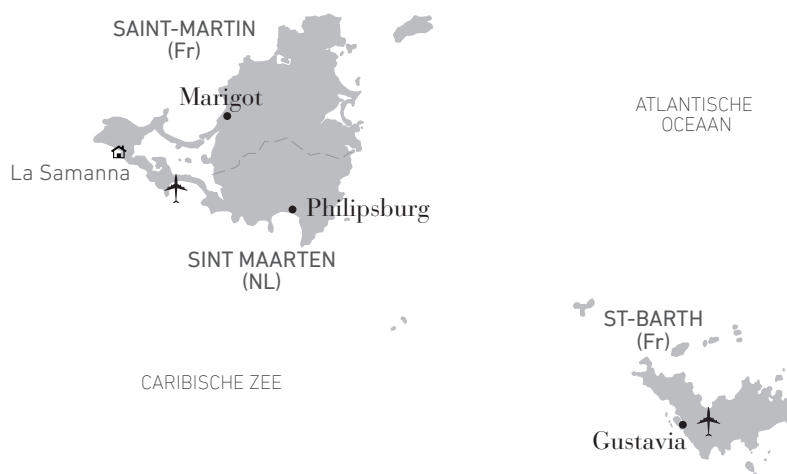 SAINT-MARTIN
(Fr)
Marigot
ATLANTISCHE
OCEAAN
La Samanna
Philipsburg
SINT MAARTEN
(NL)
ST-BARTH
(Fr)
CARIBISCHE ZEE
Gustavia